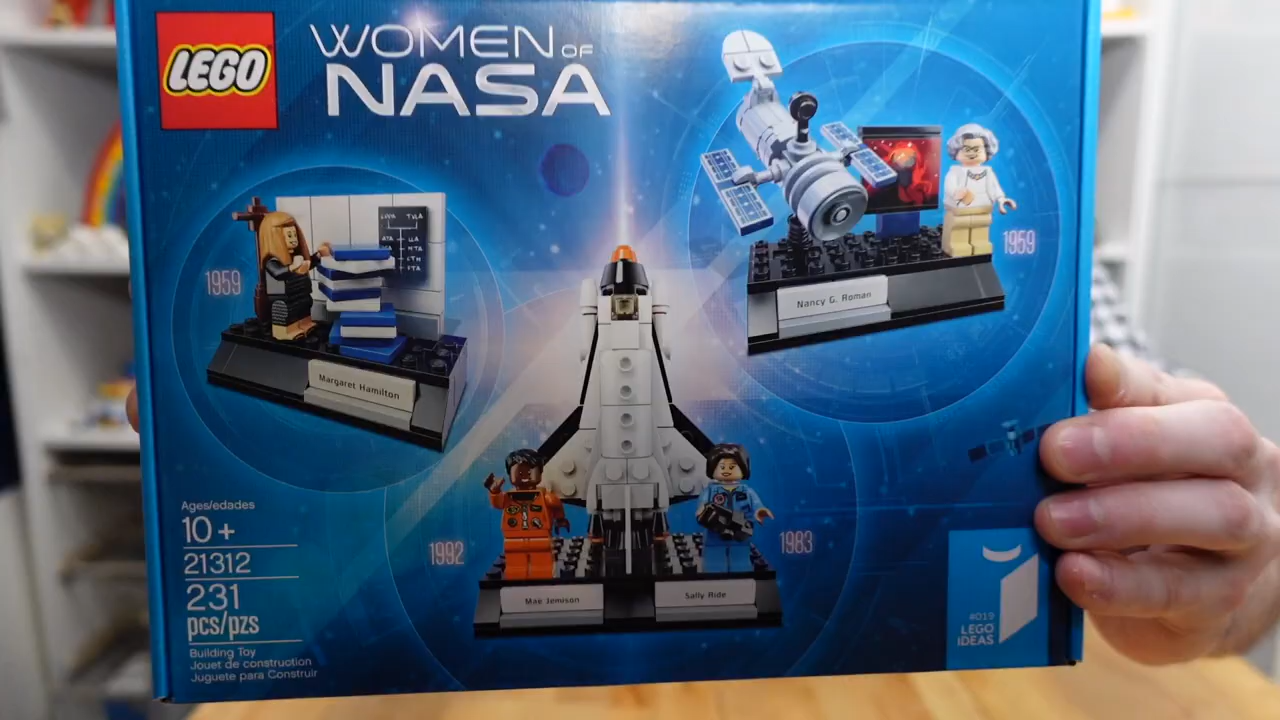 LEGO
WOMEN OF
NASA
1959
Margaret Hamilton
Nancy G. Roman
1959
1992
1983
Mae Jemison
Sally Ride
Ages/edades
10+
21312
231
pcs/pzs
Building Toy
Jouet de construction
Juguete para Construir
#019
LEGO
IDEAS